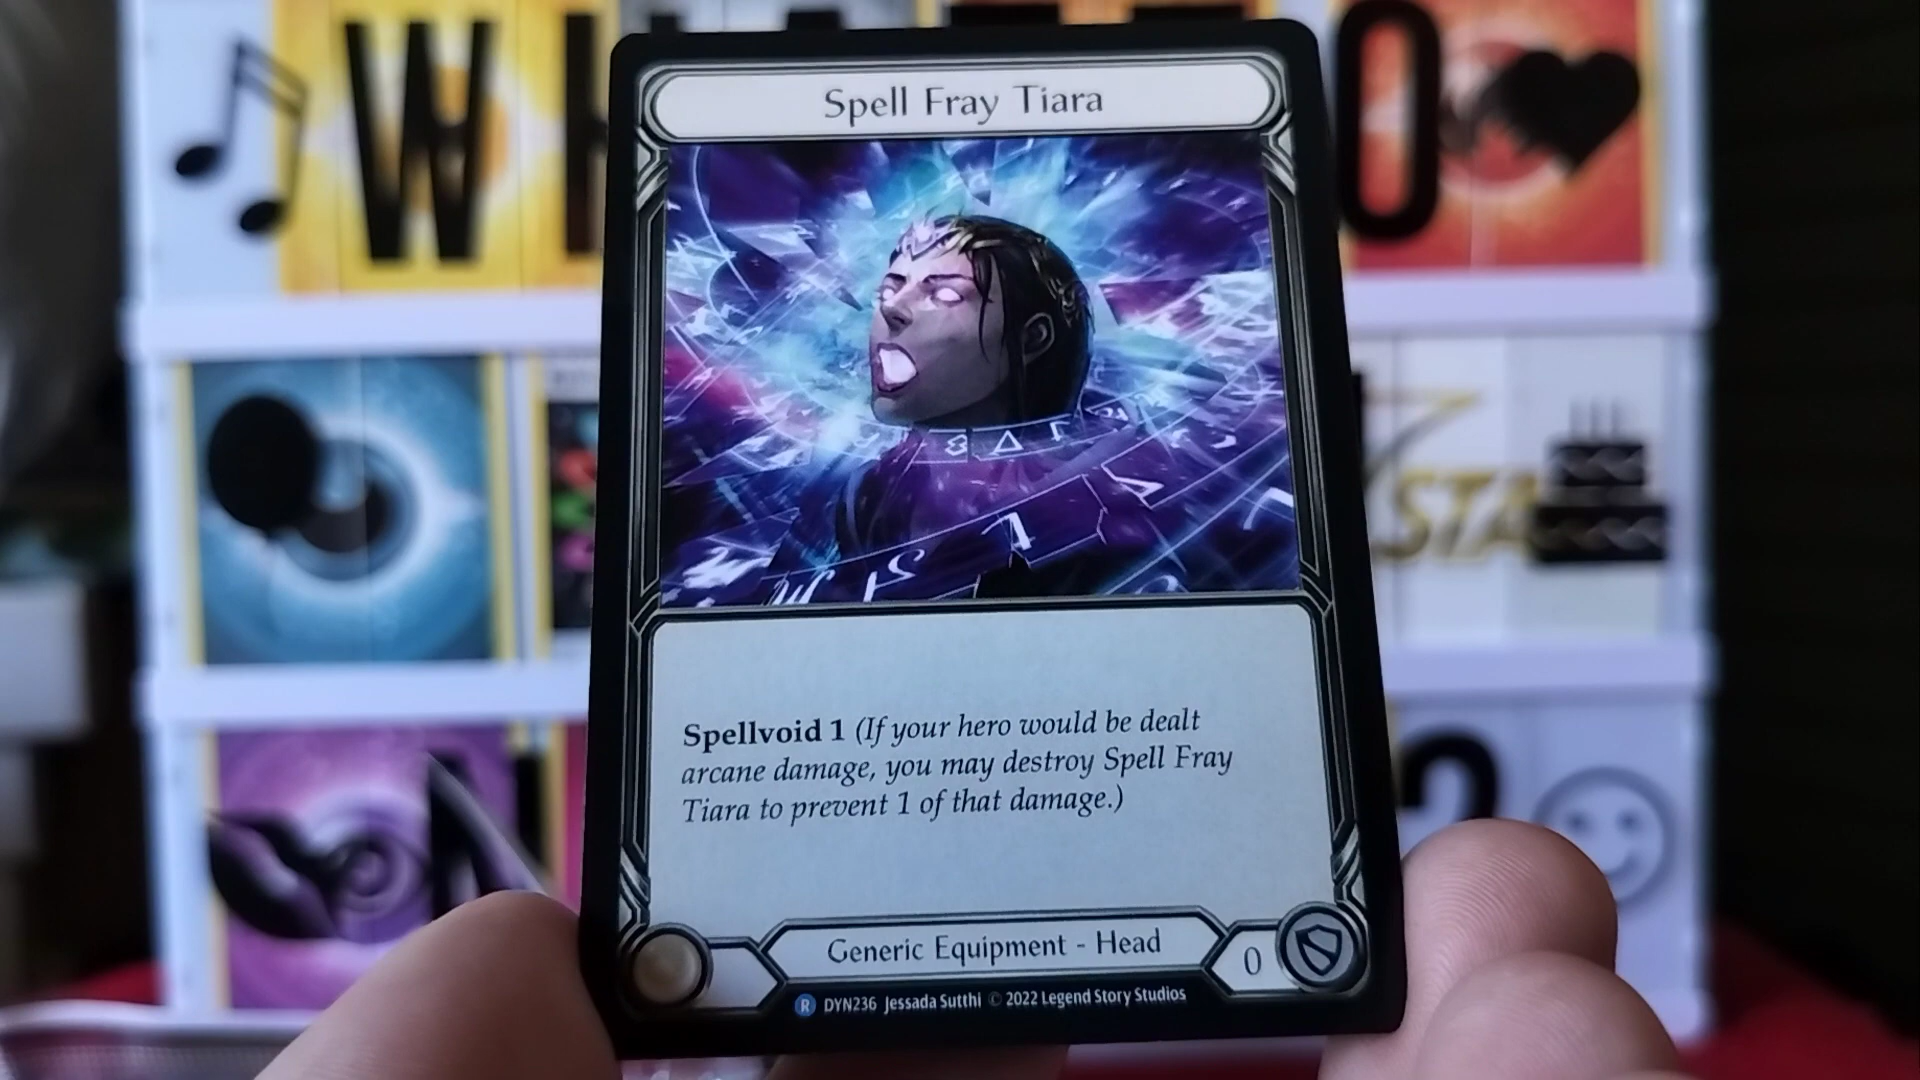 Spell Fray Tiara
Spellvoid 1 (If your hero would be dealt
arcane damage, you may destroy Spell Fray
Tiara to prevent 1 of that damage.)
Generic Equipment - Head
0
R DYN236 Jessada Sutthi © 2022 Legend Story Studios